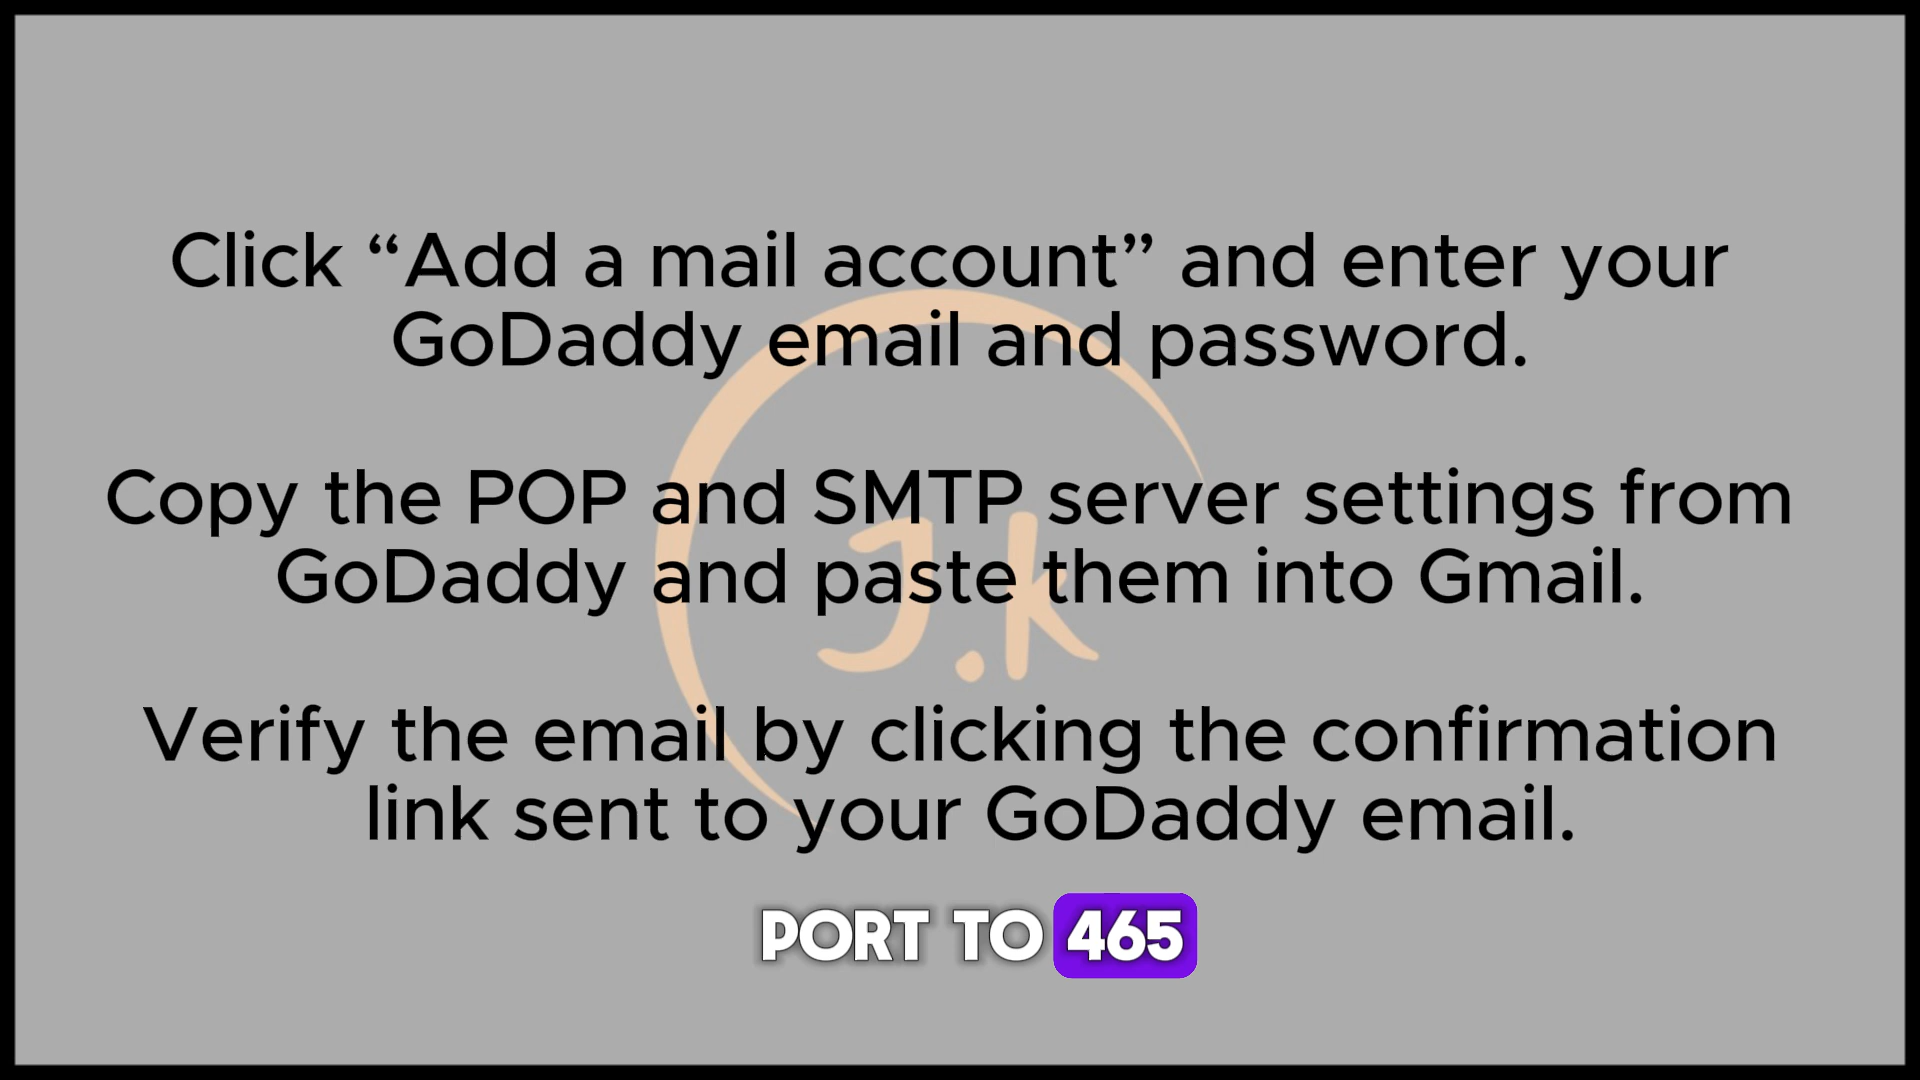 Click “Add a mail account” and enter your
GoDaddy email and password.
Copy the POP and SMTP server settings from
GoDaddy and paste them into Gmail.
J.k
Verify the email by clicking the confirmation
link sent to your GoDaddy email.
PORT TO 465